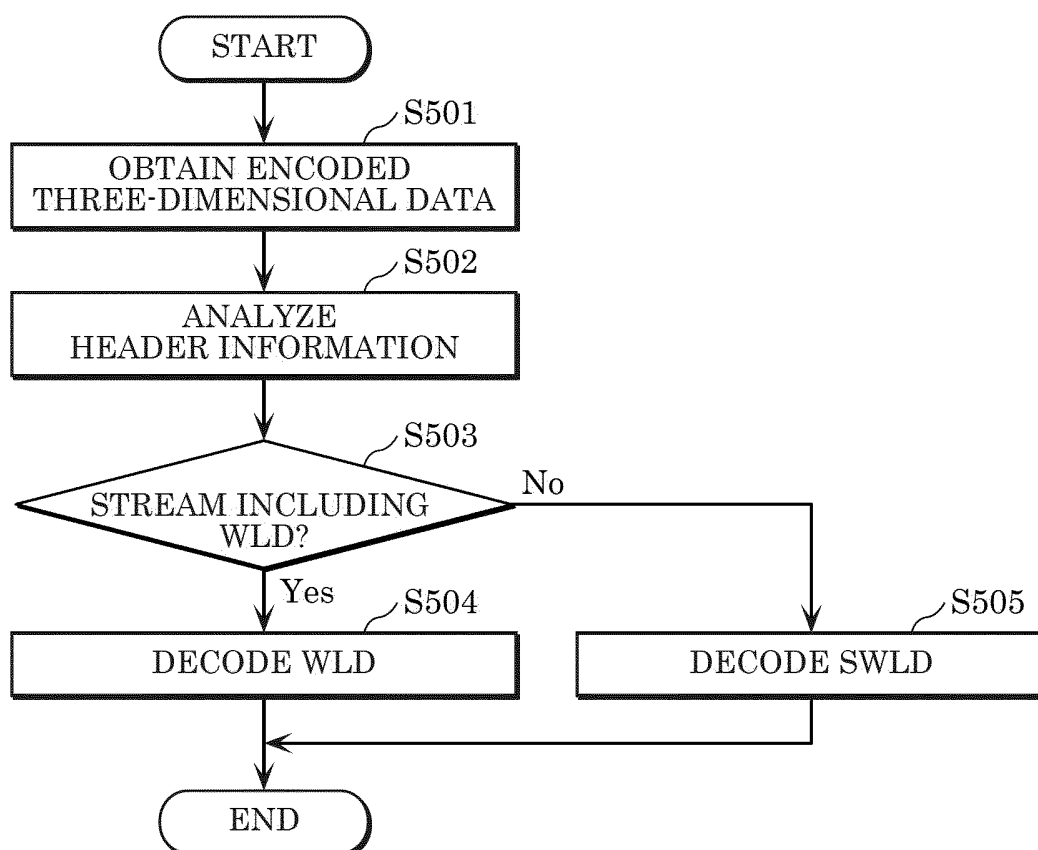 START
S501
OBTAIN ENCODED
THREE-DIMENSIONAL DATA
S502
ANALYZE
HEADER INFORMATION
S503
STREAM INCLUDING
WLD?
No
Yes
S504
DECODE WLD
S505
DECODE SWLD
END